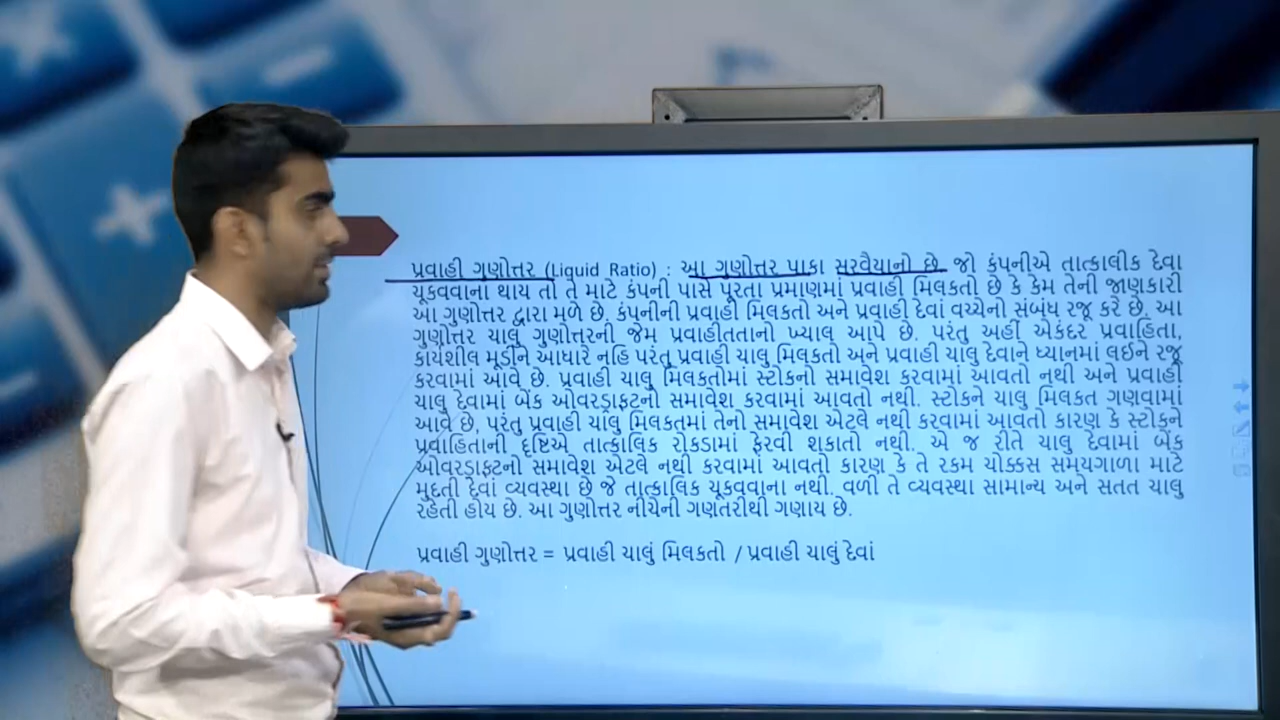 પ્રવાહી ગુણોત્તર (Liquid Ratio) : આ ગુણોત્તર પાકા સરવૈયાનો છે. જો કંપનીએ તાત્કાલીક દેવા
ચૂકવવાના થાય તો તે માટે કંપની પાસે પૂરતા પ્રમાણમાં પ્રવાહી મિલકતો છે કે કેમ તેની જાણકારી
આ ગુણોત્તર દ્વારા મળે છે. કંપનીની પ્રવાહી મિલકતો અને પ્રવાહી દેવાં વચ્ચેનો સંબંધ રજૂ કરે છે. આ
ગુણોત્તર ચાલુ ગુણોત્તરની જેમ પ્રવાહીતતાનો ખ્યાલ આપે છે. પરંતુ અહીં એકંદર પ્રવાહિતા,
કાર્યશીલ મૂડીને આધારે નહિ પરંતુ પ્રવાહી ચાલુ મિલકતો અને પ્રવાહી ચાલુ દેવાને ધ્યાનમાં લઈને રજૂ
કરવામાં આવે છે. પ્રવાહી ચાલુ મિલકતોમાં સ્ટોકનો સમાવેશ કરવામાં આવતો નથી અને પ્રવાહી
ચાલુ દેવામાં બેંક ઓવરડ્રાફટનો સમાવેશ કરવામાં આવતો નથી. સ્ટોકને ચાલુ મિલકત ગણવામાં
આવે છે, પરંતુ પ્રવાહી ચાલુ મિલકતમાં તેનો સમાવેશ એટલે નથી કરવામાં આવતો કારણ કે સ્ટોકને
પ્રવાહિતાની દૃષ્ટિએ તાત્કાલિક રોકડામાં ફેરવી શકાતો નથી. એ જ રીતે ચાલુ દેવામાં બેંક
ઓવરડ્રાફ્ટનો સમાવેશ એટલે નથી કરવામાં આવતો કારણ કે તે રકમ ચોક્કસ સમયગાળા માટે
મુદ્દતી દેવાં વ્યવસ્થા છે જે તાત્કાલિક ચૂકવવાના નથી. વળી તે વ્યવસ્થા સામાન્ય અને સતત ચાલુ
રહેતી હોય છે. આ ગુણોત્તર નીચેની ગણતરીથી ગણાય છે.
પ્રવાહી ગુણોત્તર = પ્રવાહી ચાલું મિલકતો / પ્રવાહી ચાલું દેવાં